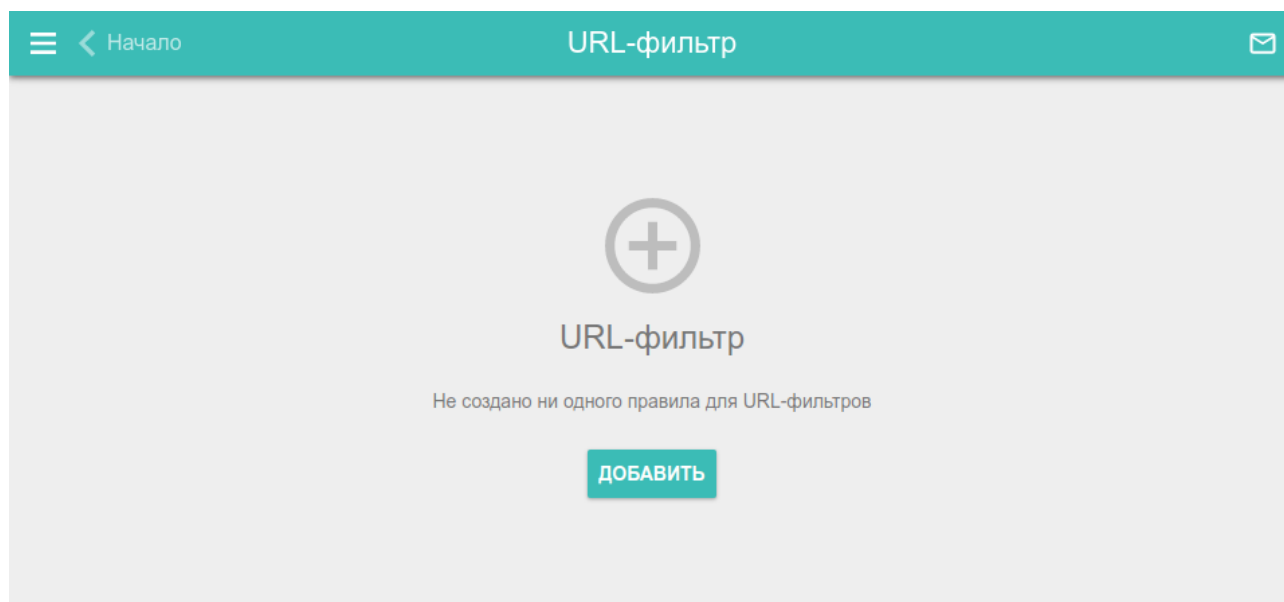 Начало
URL-фильтр
URL-фильтр
Не создано ни одного правила для URL-фильтров
ДОБАВИТЬ